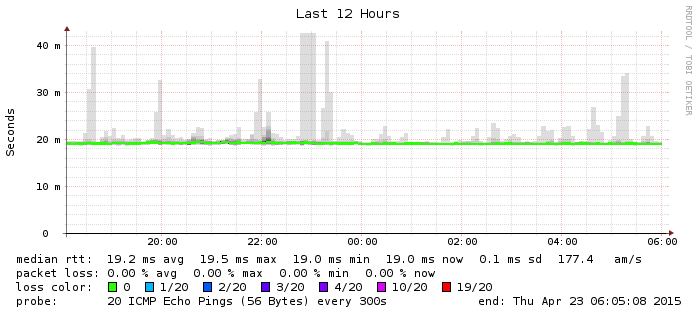 Last 12 Hours
RRDTOOL / TOBI OETIKER
Seconds
40 m
30 m
20 m
10 m
0
20:00 22:00 00:00 02:00 04:00 06:00
median rtt: 19.2 ms avg 19.5 ms max 19.0 ms min 19.0 ms now 0.1 ms sd 177.4 am/s
packet loss: 0.00 % avg 0.00 % max 0.00 % min 0.00 % now
loss color: 0 1/20 2/20 3/20 4/20 10/20 19/20
probe: 20 ICMP Echo Pings (56 Bytes) every 300s end: Thu Apr 23 06:05:08 2015